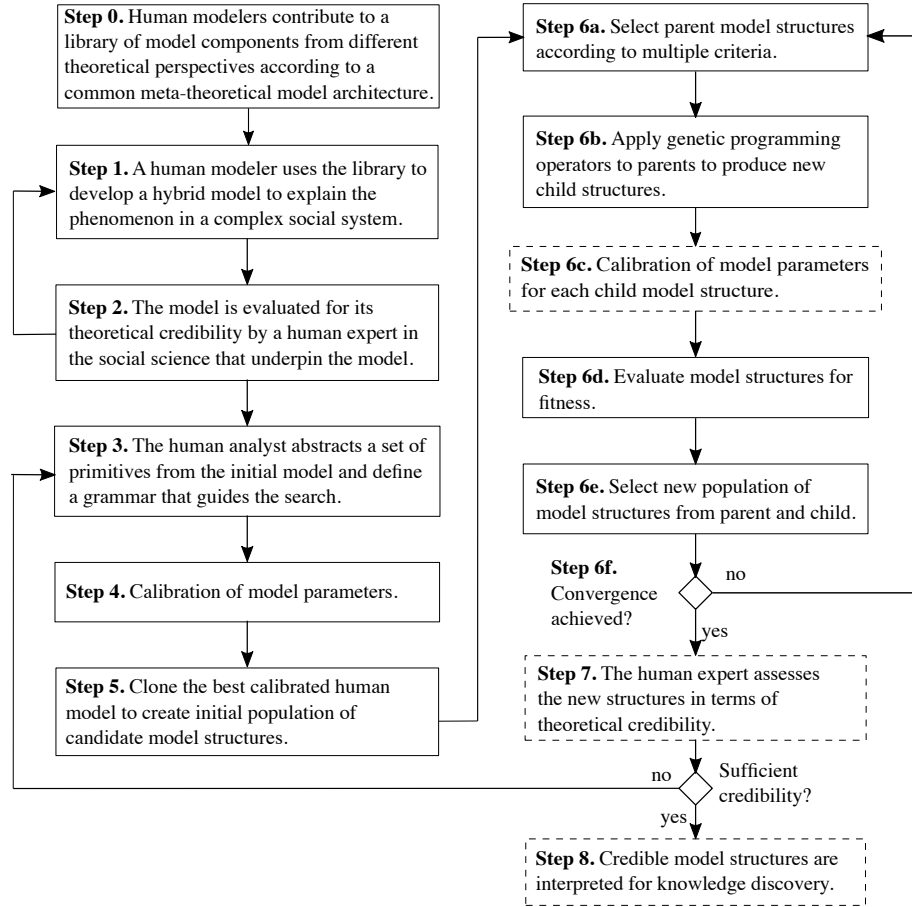 Step 0. Human modelers contribute to a
library of model components from different
theoretical perspectives according to a
common meta-theoretical model architecture.
Step 1. A human modeler uses the library to
develop a hybrid model to explain the
phenomenon in a complex social system.
Step 2. The model is evaluated for its
theoretical credibility by a human expert in
the social science that underpin the model.
Step 3. The human analyst abstracts a set of
primitives from the initial model and define
a grammar that guides the search.
Step 4. Calibration of model parameters.
Step 5. Clone the best calibrated human
model to create initial population of
candidate model structures.
Step 6a. Select parent model structures
according to multiple criteria.
Step 6b. Apply genetic programming
operators to parents to produce new
child structures.
Step 6c. Calibration of model parameters
for each child model structure.
Step 6d. Evaluate model structures for
fitness.
Step 6e. Select new population of
model structures from parent and child.
Step 6f.
Convergence
achieved?
no
yes
Step 7. The human expert assesses
the new structures in terms of
theoretical credibility.
no
Sufficient
credibility?
yes
Step 8. Credible model structures are
interpreted for knowledge discovery.